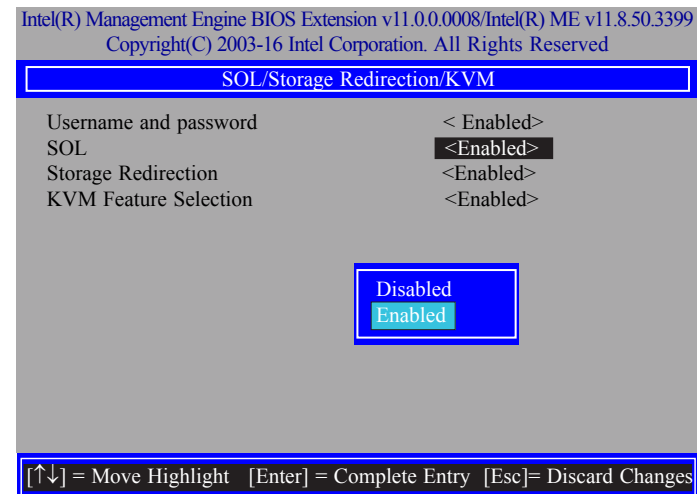 Intel(R) Management Engine BIOS Extension v11.0.0.0008/Intel(R) ME v11.8.50.3399
Copyright(C) 2003-16 Intel Corporation. All Rights Reserved
SOL/Storage Redirection/KVM
Username and password < Enabled>
SOL <Enabled>
Storage Redirection <Enabled>
KVM Feature Selection <Enabled>
Disabled
Enabled
[↑↓] = Move Highlight [Enter] = Complete Entry [Esc]= Discard Changes